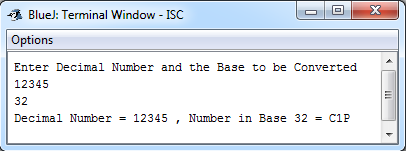 BlueJ: Terminal Window - ISC
Options
Enter Decimal Number and the Base to be Converted
12345
32
Decimal Number = 12345 , Number in Base 32 = C1P